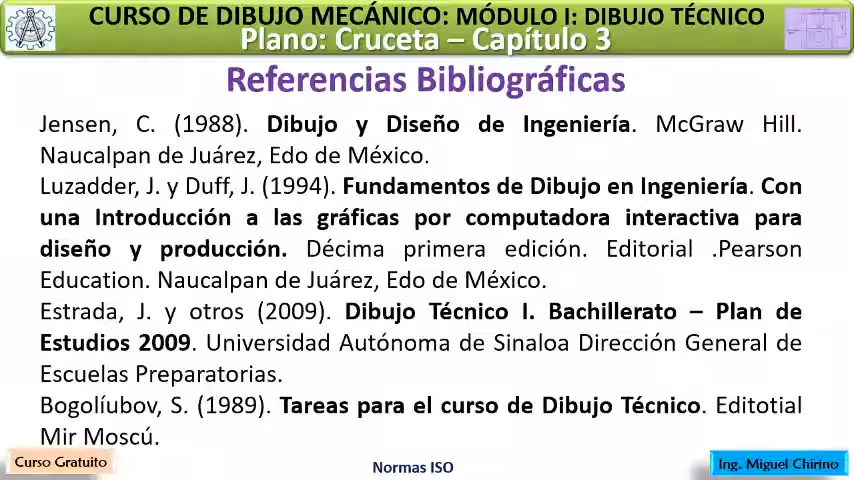 CURSO DE DIBUJO MECÁNICO: MÓDULO I: DIBUJO TÉCNICO
Plano: Cruceta – Capítulo 3
Referencias Bibliográficas
Jensen, C. (1988). Dibujo y Diseño de Ingeniería. McGraw Hill.
Naucalpan de Juárez, Edo de México.
Luzadder, J. y Duff, J. (1994). Fundamentos de Dibujo en Ingeniería. Con
una Introducción a las gráficas por computadora interactiva para
diseño y producción. Décima primera edición. Editorial .Pearson
Education. Naucalpan de Juárez, Edo de México.
Estrada, J. y otros (2009). Dibujo Técnico I. Bachillerato – Plan de
Estudios 2009. Universidad Autónoma de Sinaloa Dirección General de
Escuelas Preparatorias.
Bogolíubov, S. (1989). Tareas para el curso de Dibujo Técnico. Editotial
Mir Moscú.
Curso Gratuito
Normas ISO
Ing. Miguel Chirino